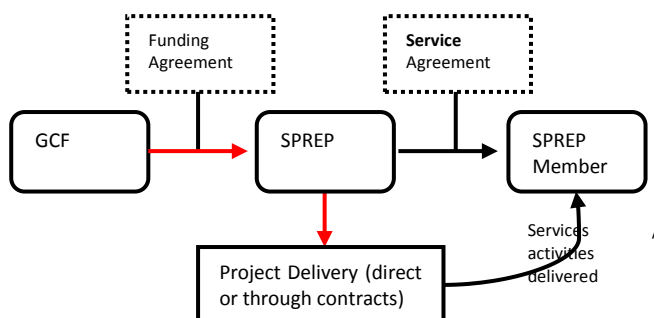 Funding
Agreement
Service
Agreement
GCF
SPREP
SPREP
Member
Services
activities
delivered
Project Delivery (direct
or through contracts)